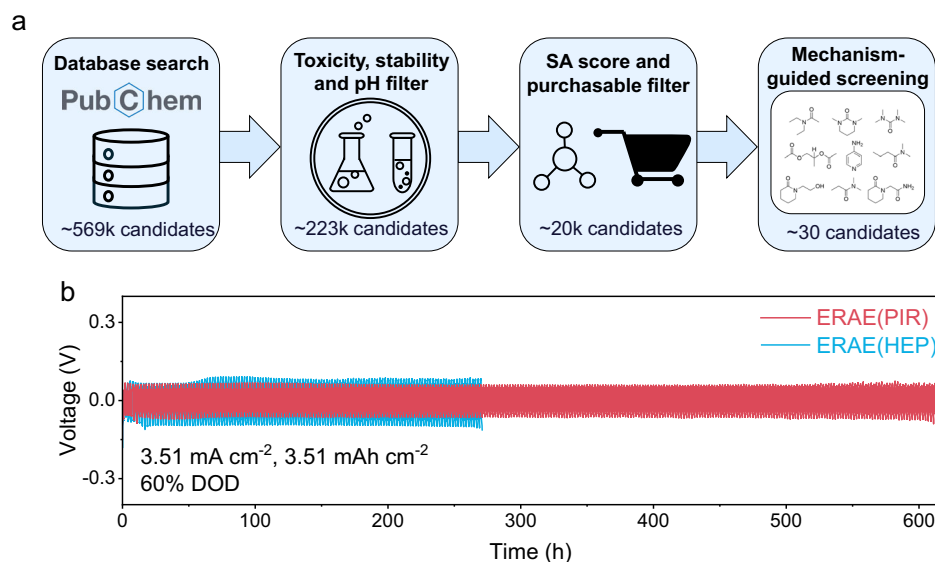 a
Database search
PubChem
~569k candidates
Toxicity, stability
and pH filter
~223k candidates
SA score and
purchasable filter
~20k candidates
Mechanism-
guided screening
~30 candidates
b
Voltage (V)
0.3
0.0
-0.3
ERAE(PIR)
ERAE(HEP)
3.51 mA cm⁻², 3.51 mAh cm⁻²
60% DOD
0 100 200 300 400 500 600
Time (h)